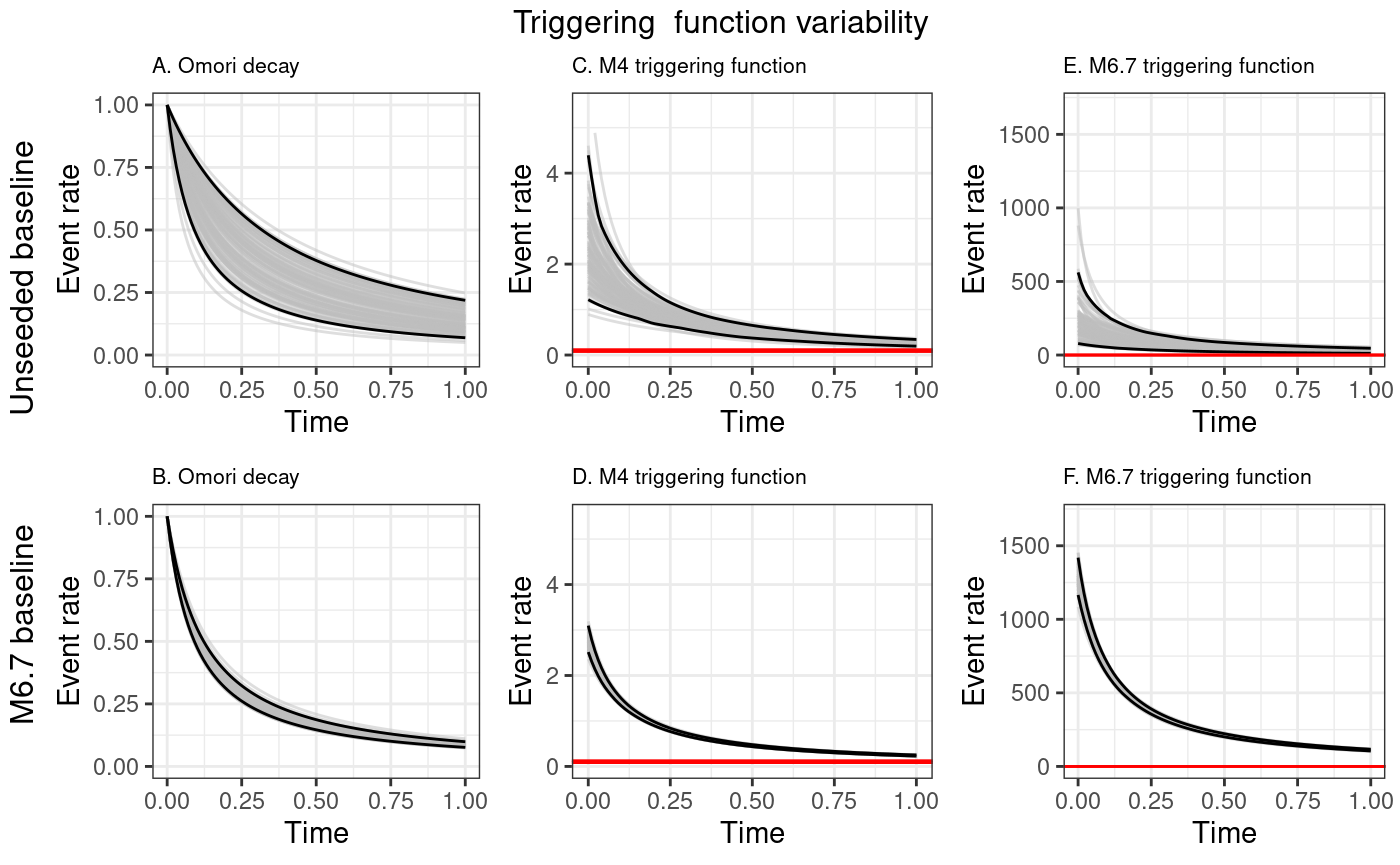 Triggering  function variability
Unseeded baseline
A. Omori decay
Event rate
1.00
0.75
0.50
0.25
0.00
0.00 0.25 0.50 0.75 1.00
Time
C. M4 triggering function
Event rate
4
2
0
0.00 0.25 0.50 0.75 1.00
Time
E. M6.7 triggering function
Event rate
1500
1000
500
0
0.00 0.25 0.50 0.75 1.00
Time
M6.7 baseline
B. Omori decay
Event rate
1.00
0.75
0.50
0.25
0.00
0.00 0.25 0.50 0.75 1.00
Time
D. M4 triggering function
Event rate
4
2
0
0.00 0.25 0.50 0.75 1.00
Time
F. M6.7 triggering function
Event rate
1500
1000
500
0
0.00 0.25 0.50 0.75 1.00
Time